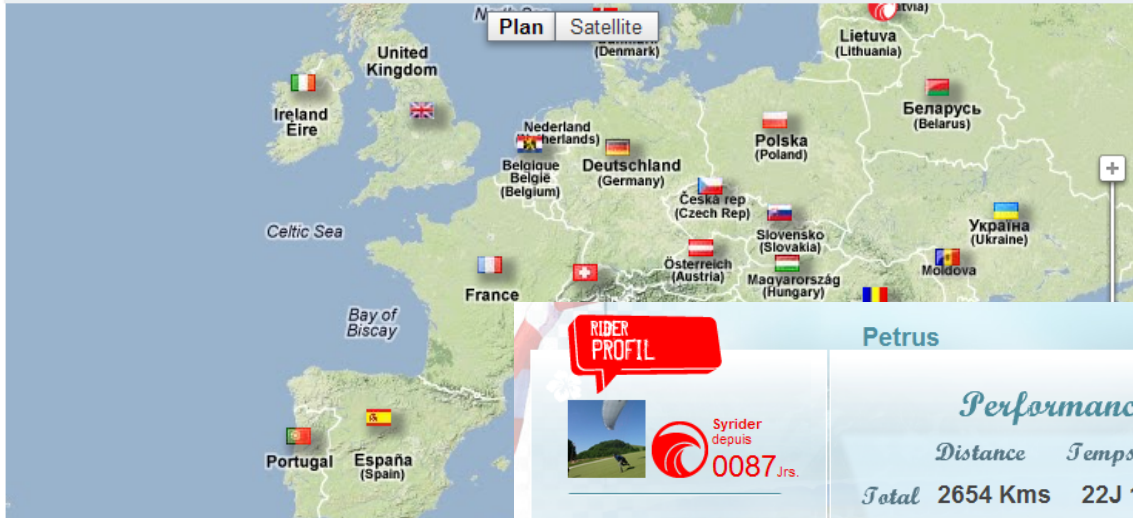 Plan
Satellite
(Denmark)
Lietuva
(Lithuania)
United
Kingdom
Беларусь
(Belarus)
Ireland
Éire
Nederland
Polska
(Poland)
Belgique
België
(Belgium)
Deutschland
(Germany)
Česká rep
(Czech Rep)
Україна
(Ukraine)
Celtic Sea
Slovensko
(Slovakia)
Österreich
(Austria)
Magyarország
(Hungary)
Moldova
France
Bay of
Biscay
RIDER
PROFIL
Petrus
Syrider
depuis
0087 Jrs.
Distance
Temps
Total 2654 Kms 22J
Portugal
España
(Spain)